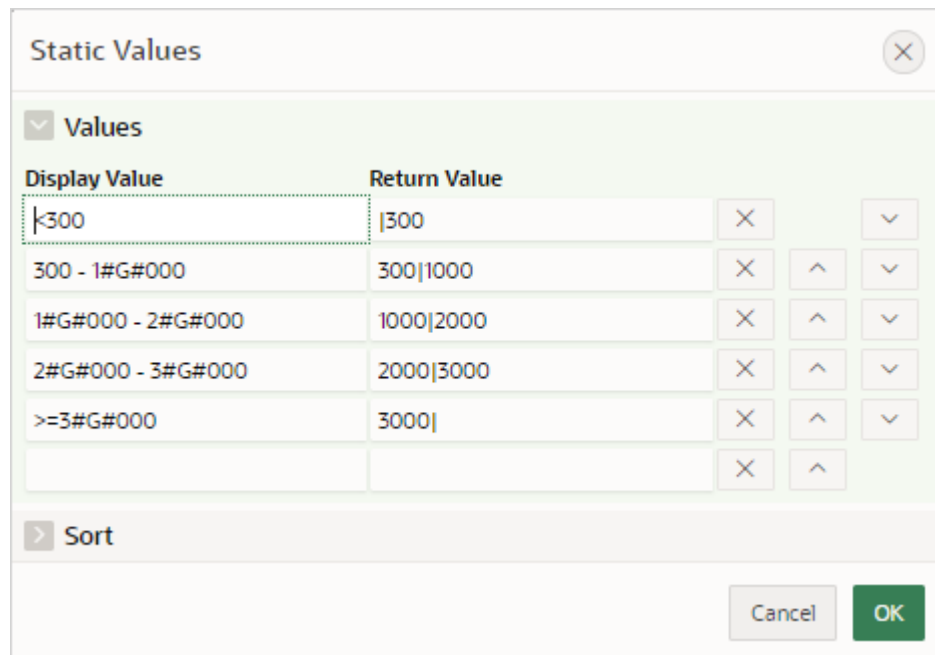 Static Values
Values
Display Value Return Value
<300 |300
300 - 1#G#000 300|1000
1#G#000 - 2#G#000 1000|2000
2#G#000 - 3#G#000 2000|3000
>=3#G#000 3000|
Sort
Cancel OK